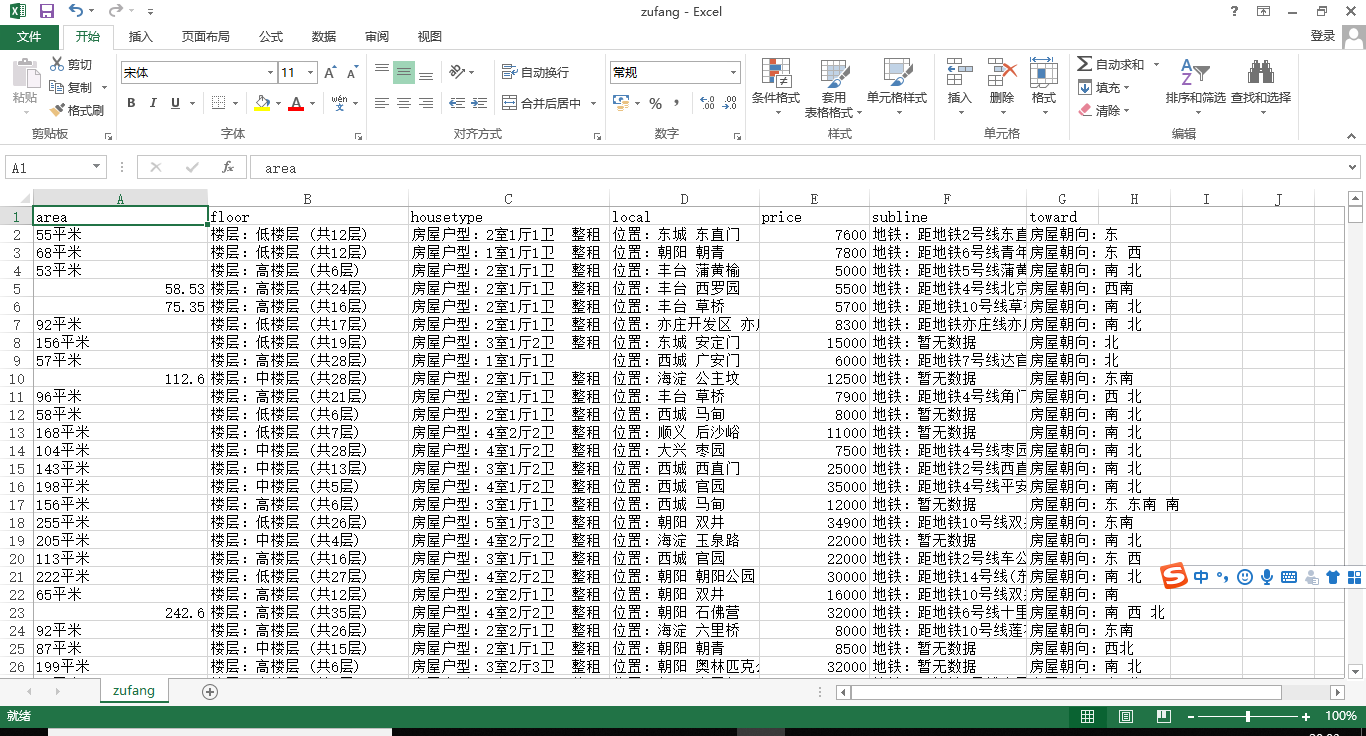 zufang - Excel
文件 开始 插入 页面布局 公式 数据 审阅 视图 登录
剪切 复制 格式刷 粘贴 剪贴板
宋体 11 B I U A wén 字体
自动换行 合并后居中 对齐方式
常规 % 数字
条件格式 套用表格格式 单元格样式 样式
插入 删除 格式 单元格
自动求和 填充 清除 排序和筛选 查找和选择 编辑
A1 fx area
A B C D E F G H I J
1 area floor housetype local price subline toward
2 55平米 楼层: 低楼层 (共12层) 房屋户型: 2室1厅1卫 整租 位置: 东城 东直门 7600 地铁: 距地铁2号线东直 房屋朝向: 东
3 68平米 楼层: 低楼层 (共12层) 房屋户型: 1室1厅1卫 整租 位置: 朝阳 朝青 7800 地铁: 距地铁6号线青年 房屋朝向: 东 西
4 53平米 楼层: 高楼层 (共6层) 房屋户型: 2室1厅1卫 整租 位置: 丰台 蒲黄榆 5000 地铁: 距地铁5号线蒲黄 房屋朝向: 南 北
5 58.53 楼层: 高楼层 (共24层) 房屋户型: 2室1厅1卫 整租 位置: 丰台 西罗园 5500 地铁: 距地铁4号线北京 房屋朝向: 西南
6 75.35 楼层: 高楼层 (共16层) 房屋户型: 2室1厅1卫 整租 位置: 丰台 草桥 5700 地铁: 距地铁10号线草 房屋朝向: 南 北
7 92平米 楼层: 低楼层 (共17层) 房屋户型: 2室1厅1卫 整租 位置: 亦庄开发区 8300 地铁: 距地铁亦庄线亦 房屋朝向: 南 北
8 156平米 楼层: 低楼层 (共19层) 房屋户型: 3室1厅2卫 整租 位置: 东城 安定门 15000 地铁: 暂无数据 房屋朝向: 北
9 57平米 楼层: 高楼层 (共28层) 房屋户型: 1室1厅1卫 位置: 西城 广安门 6000 地铁: 距地铁7号线达官 房屋朝向: 北
10 112.6 楼层: 中楼层 (共28层) 房屋户型: 2室1厅1卫 整租 位置: 海淀 公主坟 12500 地铁: 暂无数据 房屋朝向: 东南
11 96平米 楼层: 高楼层 (共21层) 房屋户型: 2室1厅1卫 整租 位置: 丰台 草桥 7900 地铁: 距地铁4号线角门 房屋朝向: 西 北
12 58平米 楼层: 低楼层 (共6层) 房屋户型: 2室1厅1卫 整租 位置: 西城 马甸 8000 地铁: 暂无数据 房屋朝向: 南 北
13 168平米 楼层: 低楼层 (共7层) 房屋户型: 4室2厅2卫 整租 位置: 顺义 后沙峪 11000 地铁: 暂无数据 房屋朝向: 南 北
14 104平米 楼层: 中楼层 (共28层) 房屋户型: 4室1厅2卫 整租 位置: 大兴 枣园 7500 地铁: 距地铁4号线枣园 房屋朝向: 南 北
15 143平米 楼层: 中楼层 (共13层) 房屋户型: 3室1厅2卫 整租 位置: 西城 西直门 25000 地铁: 距地铁2号线西直 房屋朝向: 南 北
16 198平米 楼层: 中楼层 (共5层) 房屋户型: 4室1厅2卫 整租 位置: 西城 官园 35000 地铁: 距地铁4号线平安 房屋朝向: 南 北
17 156平米 楼层: 高楼层 (共6层) 房屋户型: 3室1厅1卫 整租 位置: 西城 马甸 12000 地铁: 暂无数据 房屋朝向: 东 东南 南
18 255平米 楼层: 低楼层 (共26层) 房屋户型: 5室1厅3卫 整租 位置: 朝阳 双井 34900 地铁: 距地铁10号线双 房屋朝向: 东南
19 205平米 楼层: 中楼层 (共4层) 房屋户型: 4室2厅2卫 整租 位置: 海淀 玉泉路 22000 地铁: 暂无数据 房屋朝向: 南 北
20 113平米 楼层: 高楼层 (共16层) 房屋户型: 3室1厅1卫 整租 位置: 西城 官园 22000 地铁: 距地铁2号线车公 房屋朝向: 东 西
21 222平米 楼层: 低楼层 (共27层) 房屋户型: 4室2厅2卫 整租 位置: 朝阳 朝阳公园 30000 地铁: 距地铁14号线(东 房屋朝向: 南 北
22 65平米 楼层: 高楼层 (共12层) 房屋户型: 2室1厅1卫 整租 位置: 朝阳 双井 16000 地铁: 距地铁10号线双 房屋朝向: 南
23 242.6 楼层: 高楼层 (共35层) 房屋户型: 4室2厅2卫 整租 位置: 朝阳 石佛营 32000 地铁: 距地铁6号线十里 房屋朝向: 南 西 北
24 92平米 楼层: 高楼层 (共26层) 房屋户型: 2室2厅1卫 整租 位置: 海淀 六里桥 8000 地铁: 距地铁10号线莲 房屋朝向: 东南
25 87平米 楼层: 中楼层 (共15层) 房屋户型: 2室1厅1卫 整租 位置: 朝阳 朝青 8500 地铁: 暂无数据 房屋朝向: 西北
26 199平米 楼层: 高楼层 (共6层) 房屋户型: 3室2厅3卫 整租 位置: 朝阳 奥林匹克 32000 地铁: 暂无数据 房屋朝向: 南 北
S 中
zufang
就绪 100%